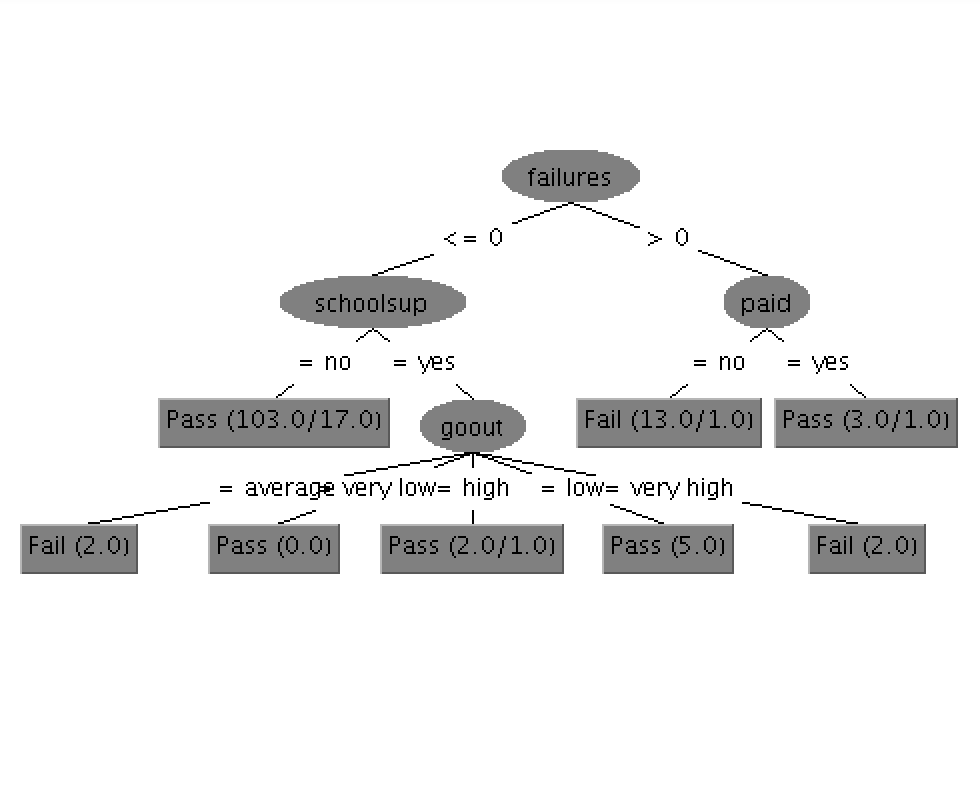 failures
<= 0
> 0
schoolsup
paid
= no
= yes
= no
= yes
Pass (103.0/17.0)
goout
Fail (13.0/1.0)
Pass (3.0/1.0)
= average
= very low
= high
= low
= very high
Fail (2.0)
Pass (0.0)
Pass (2.0/1.0)
Pass (5.0)
Fail (2.0)